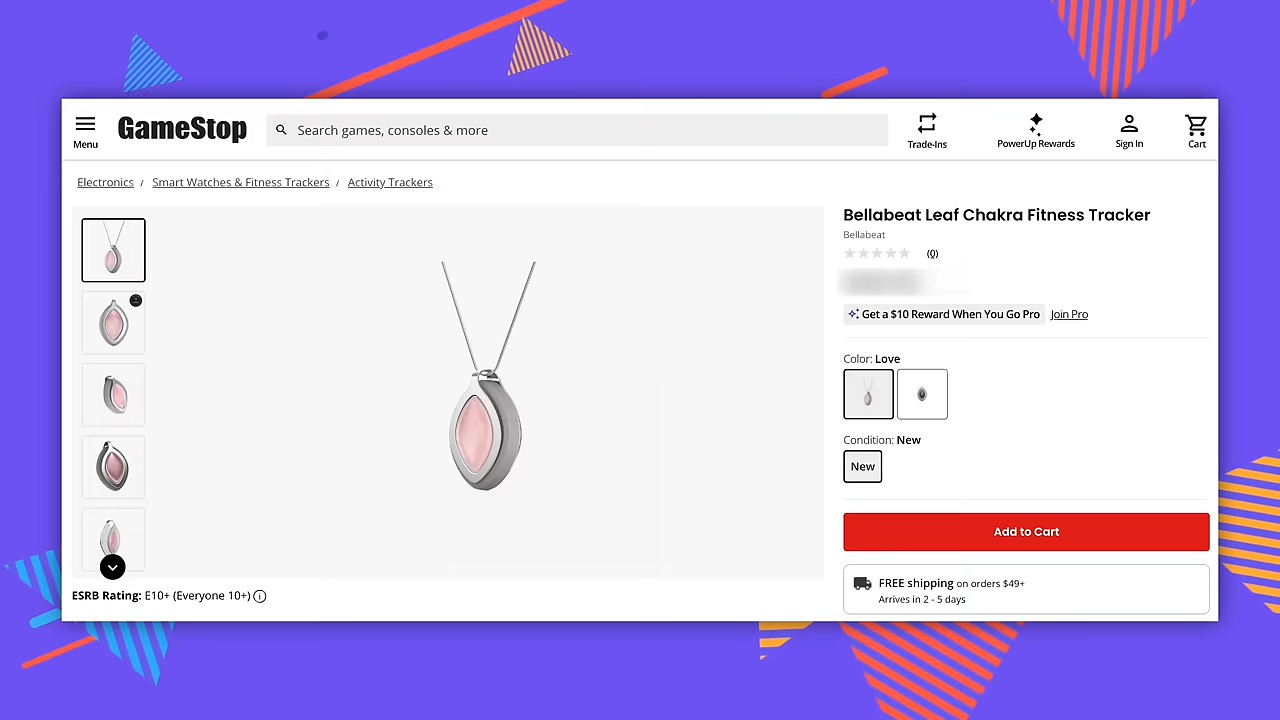 Menu
GameStop
Search games, consoles & more
Trade-Ins
PowerUp Rewards
Sign In
Cart
Electronics / Smart Watches & Fitness Trackers / Activity Trackers
Bellabeat Leaf Chakra Fitness Tracker
Bellabeat
(0)
Get a $10 Reward When You Go Pro Join Pro
Color: Love
Condition: New
New
Add to Cart
FREE shipping on orders $49+
Arrives in 2 - 5 days
ESRB Rating: E10+ (Everyone 10+)